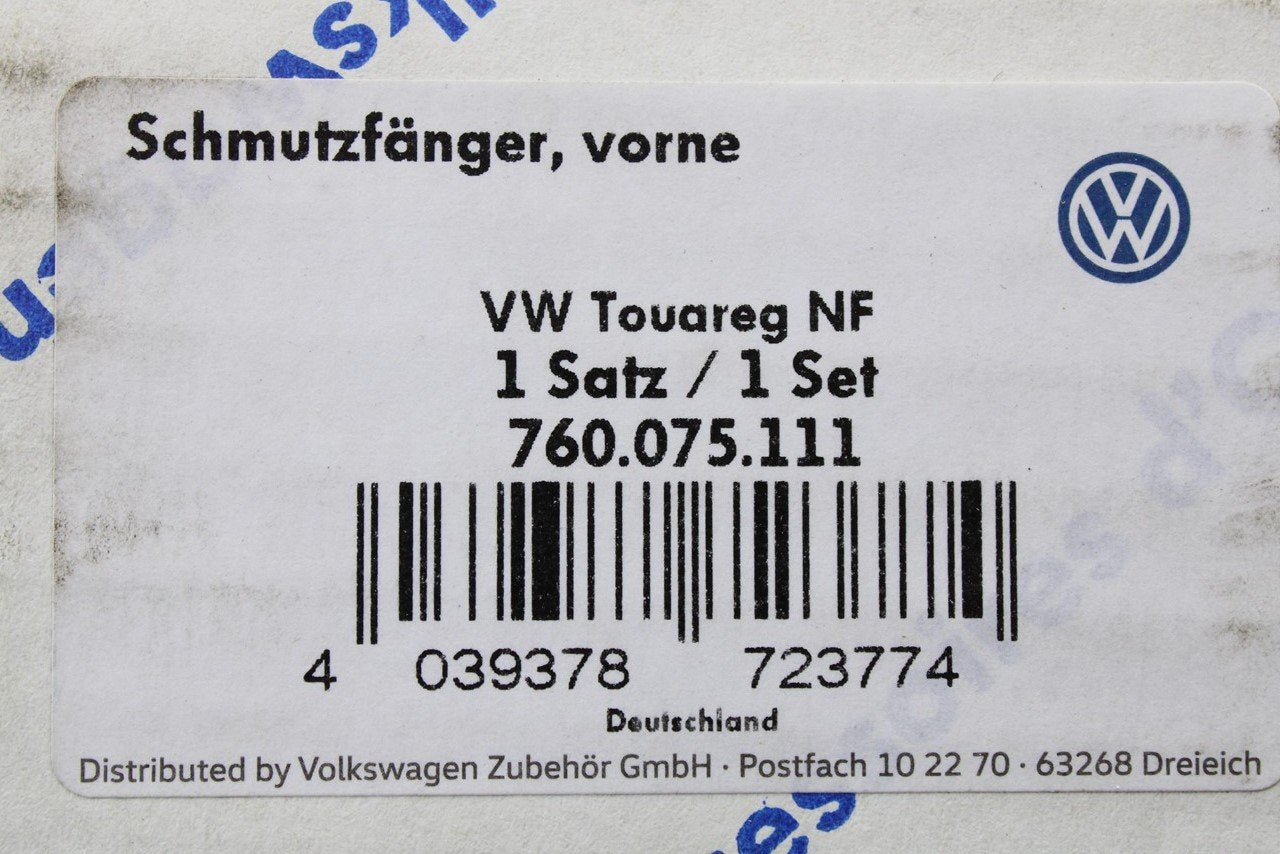 Schmutzfänger, vorne
VW Touareg NF
1 Satz / 1 Set
760.075.111
4 039378 723774
Deutschland
Distributed by Volkswagen Zubehör GmbH · Postfach 10 22 70 · 63268 Dreieich